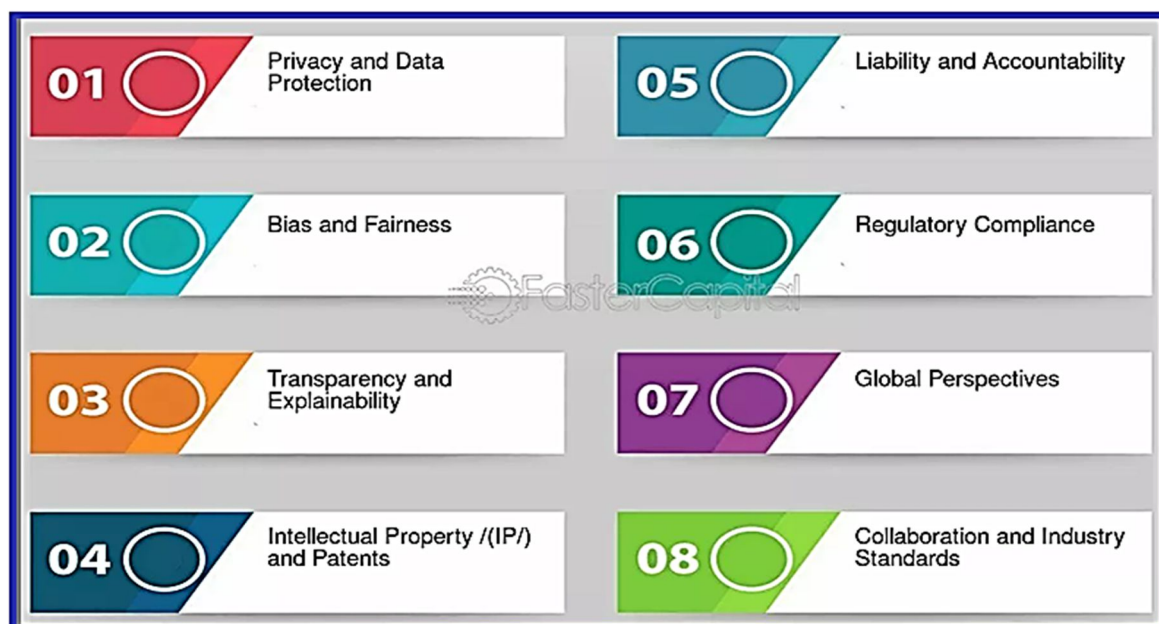 01
Privacy and Data
Protection
02
Bias and Fairness
03
Transparency and
Explainability
04
Intellectual Property /(IP/)
and Patents
05
Liability and Accountability
06
Regulatory Compliance
07
Global Perspectives
08
Collaboration and Industry
Standards
FasterCapital